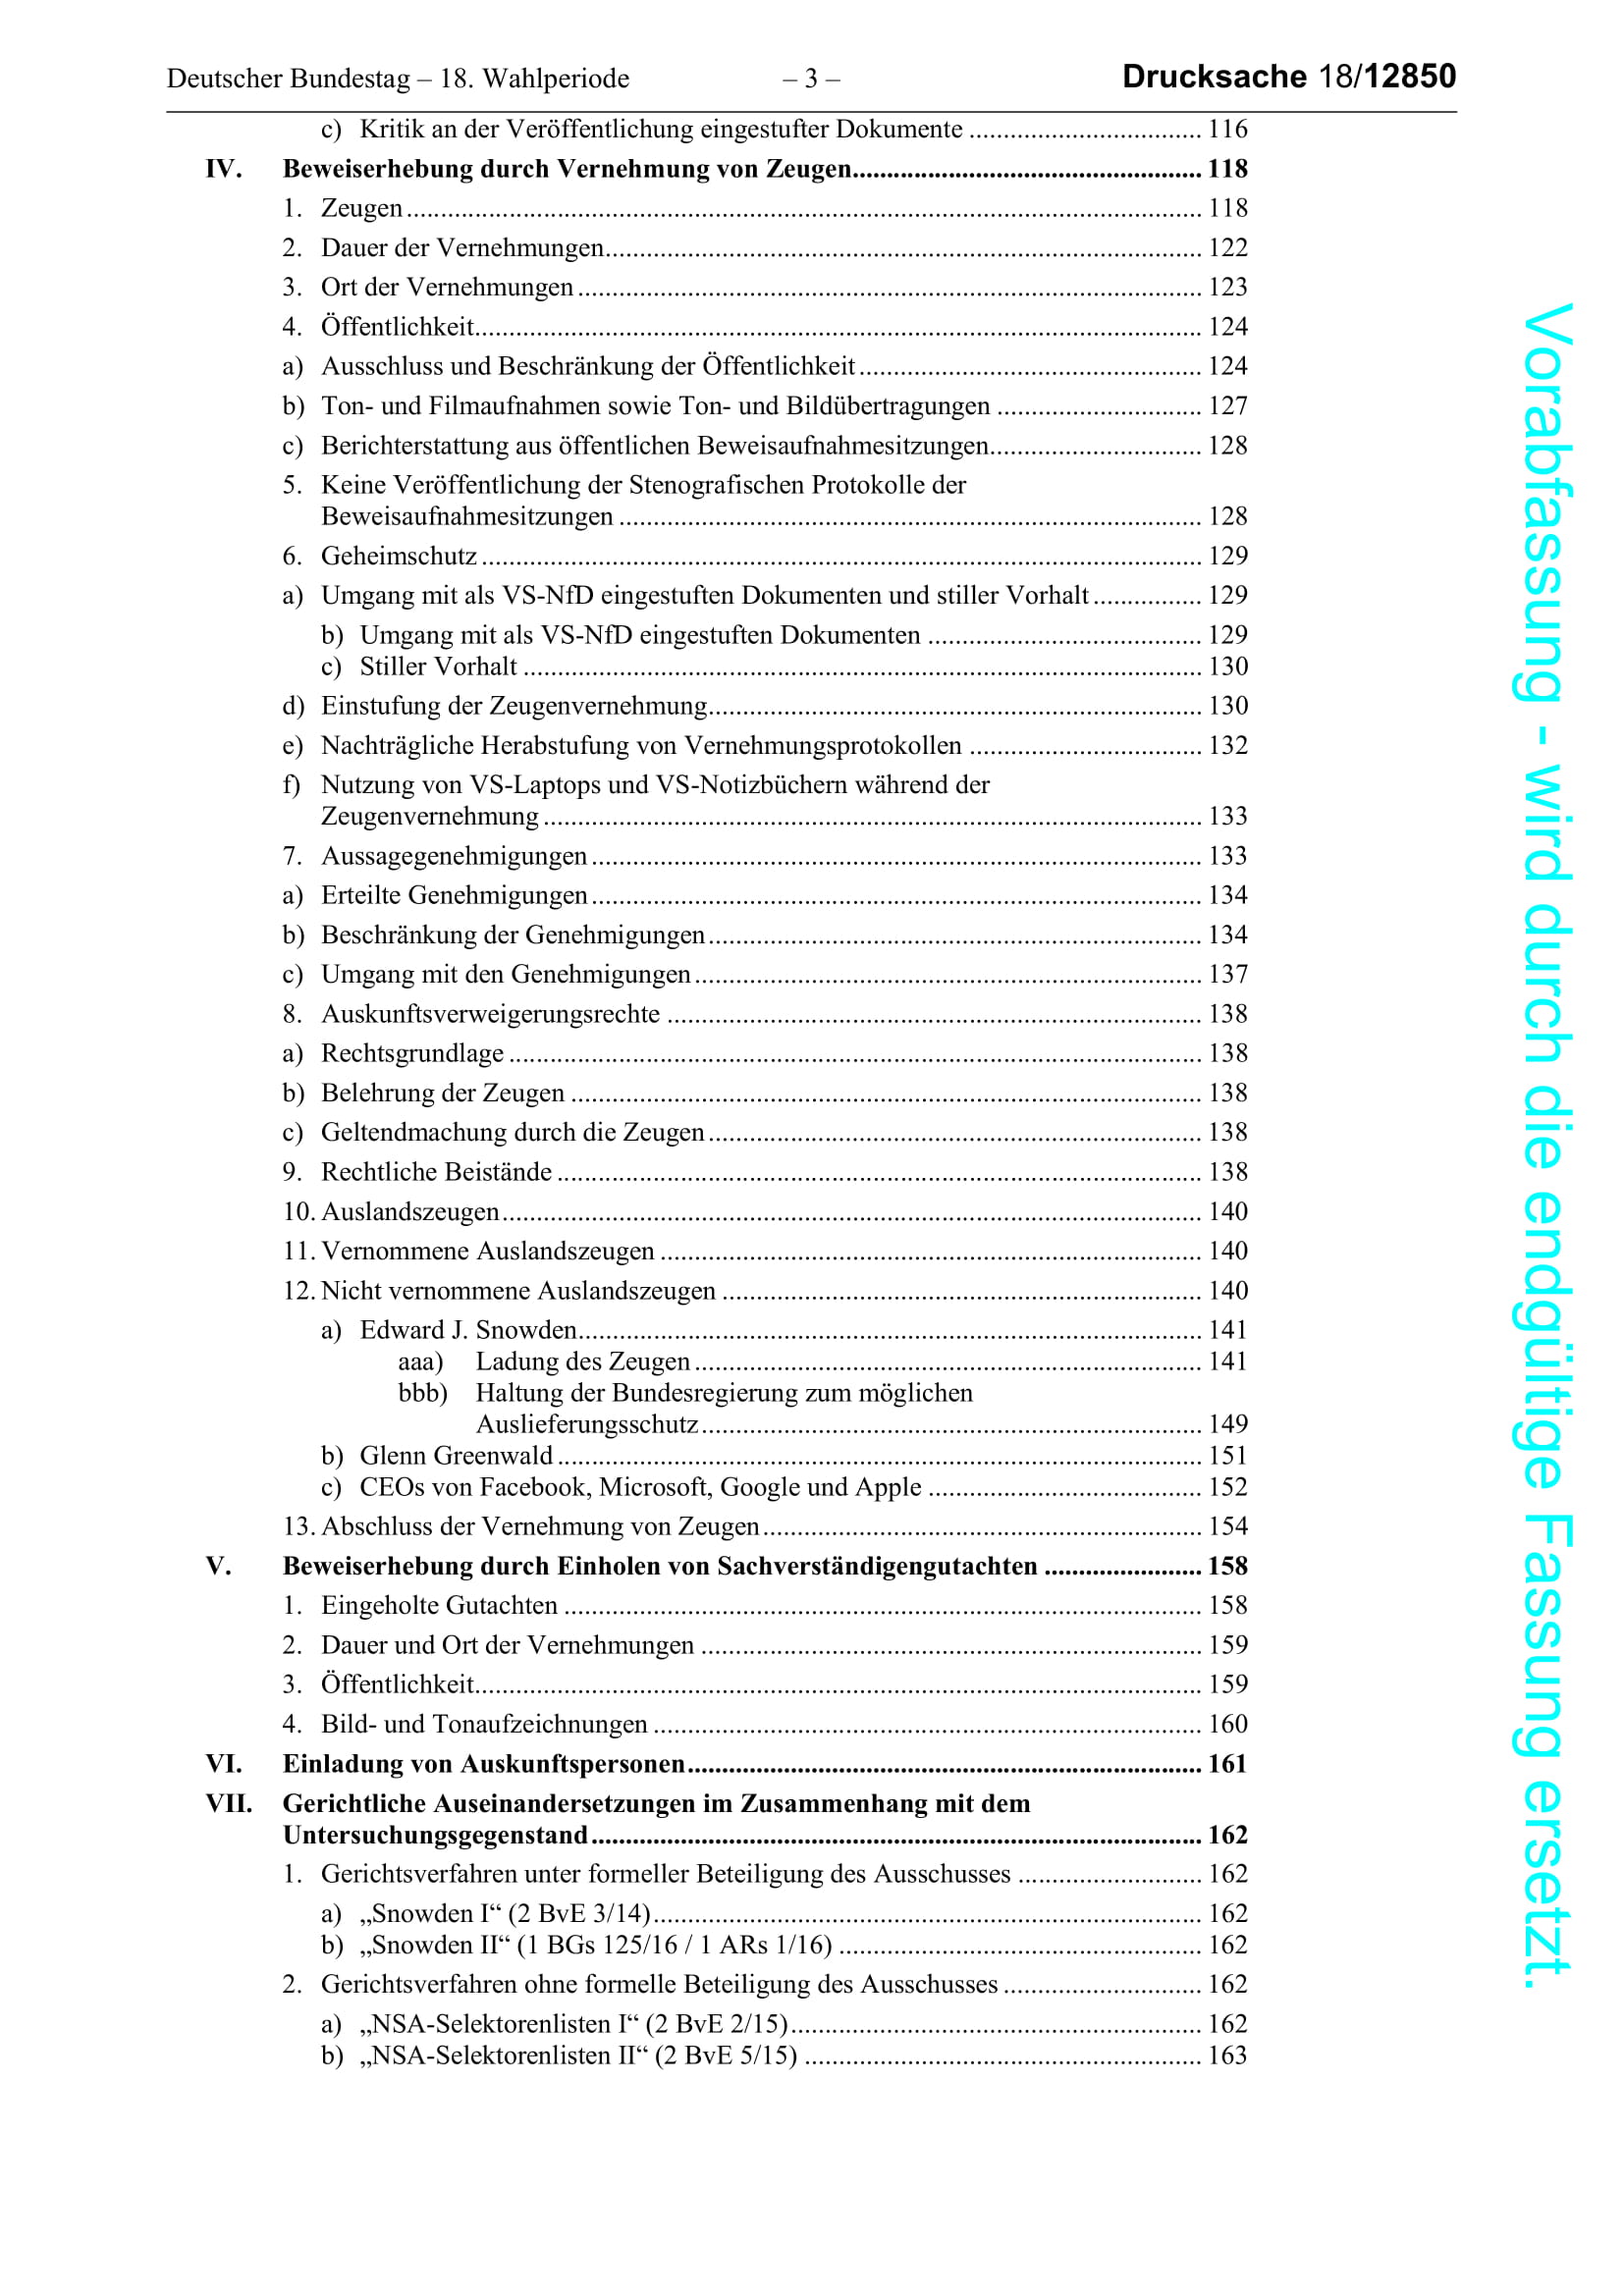 Deutscher Bundestag – 18. Wahlperiode – 3 – Drucksache 18/12850
c) Kritik an der Veröffentlichung eingestufter Dokumente .................................. 116
IV. Beweiserhebung durch Vernehmung von Zeugen................................................... 118
1. Zeugen.................................................................................................................... 118
2. Dauer der Vernehmungen....................................................................................... 122
3. Ort der Vernehmungen........................................................................................... 123
4. Öffentlichkeit.......................................................................................................... 124
a) Ausschluss und Beschränkung der Öffentlichkeit.................................................. 124
b) Ton- und Filmaufnahmen sowie Ton- und Bildübertragungen .............................. 127
c) Berichterstattung aus öffentlichen Beweisaufnahmesitzungen............................... 128
5. Keine Veröffentlichung der Stenografischen Protokolle der
Beweisaufnahmesitzungen ..................................................................................... 128
6. Geheimschutz ......................................................................................................... 129
a) Umgang mit als VS-NfD eingestuften Dokumenten und stiller Vorhalt................ 129
b) Umgang mit als VS-NfD eingestuften Dokumenten ........................................ 129
c) Stiller Vorhalt ................................................................................................... 130
d) Einstufung der Zeugenvernehmung........................................................................ 130
e) Nachträgliche Herabstufung von Vernehmungsprotokollen .................................. 132
f) Nutzung von VS-Laptops und VS-Notizbüchern während der
Zeugenvernehmung................................................................................................ 133
7. Aussagegenehmigungen......................................................................................... 133
a) Erteilte Genehmigungen......................................................................................... 134
b) Beschränkung der Genehmigungen........................................................................ 134
c) Umgang mit den Genehmigungen.......................................................................... 137
8. Auskunftsverweigerungsrechte .............................................................................. 138
a) Rechtsgrundlage..................................................................................................... 138
b) Belehrung der Zeugen ............................................................................................ 138
c) Geltendmachung durch die Zeugen........................................................................ 138
9. Rechtliche Beistände .............................................................................................. 138
10. Auslandszeugen...................................................................................................... 140
11. Vernommene Auslandszeugen ............................................................................... 140
12. Nicht vernommene Auslandszeugen ...................................................................... 140
a) Edward J. Snowden........................................................................................... 141
aaa) Ladung des Zeugen.......................................................................... 141
bbb) Haltung der Bundesregierung zum möglichen
Auslieferungsschutz......................................................................... 149
b) Glenn Greenwald.............................................................................................. 151
c) CEOs von Facebook, Microsoft, Google und Apple ........................................ 152
13. Abschluss der Vernehmung von Zeugen................................................................ 154
V. Beweiserhebung durch Einholen von Sachverständigengutachten ....................... 158
1. Eingeholte Gutachten ............................................................................................. 158
2. Dauer und Ort der Vernehmungen ......................................................................... 159
3. Öffentlichkeit.......................................................................................................... 159
4. Bild- und Tonaufzeichnungen ................................................................................ 160
VI. Einladung von Auskunftspersonen........................................................................... 161
VII. Gerichtliche Auseinandersetzungen im Zusammenhang mit dem
Untersuchungsgegenstand......................................................................................... 162
1. Gerichtsverfahren unter formeller Beteiligung des Ausschusses ........................... 162
a) „Snowden I“ (2 BvE 3/14)................................................................................ 162
b) „Snowden II“ (1 BGs 125/16 / 1 ARs 1/16) ..................................................... 162
2. Gerichtsverfahren ohne formelle Beteiligung des Ausschusses ............................. 162
a) „NSA-Selektorenlisten I“ (2 BvE 2/15)............................................................ 162
b) „NSA-Selektorenlisten II“ (2 BvE 5/15) .......................................................... 163
Vorabfassung - wird durch die endgültige Fassung ersetzt.